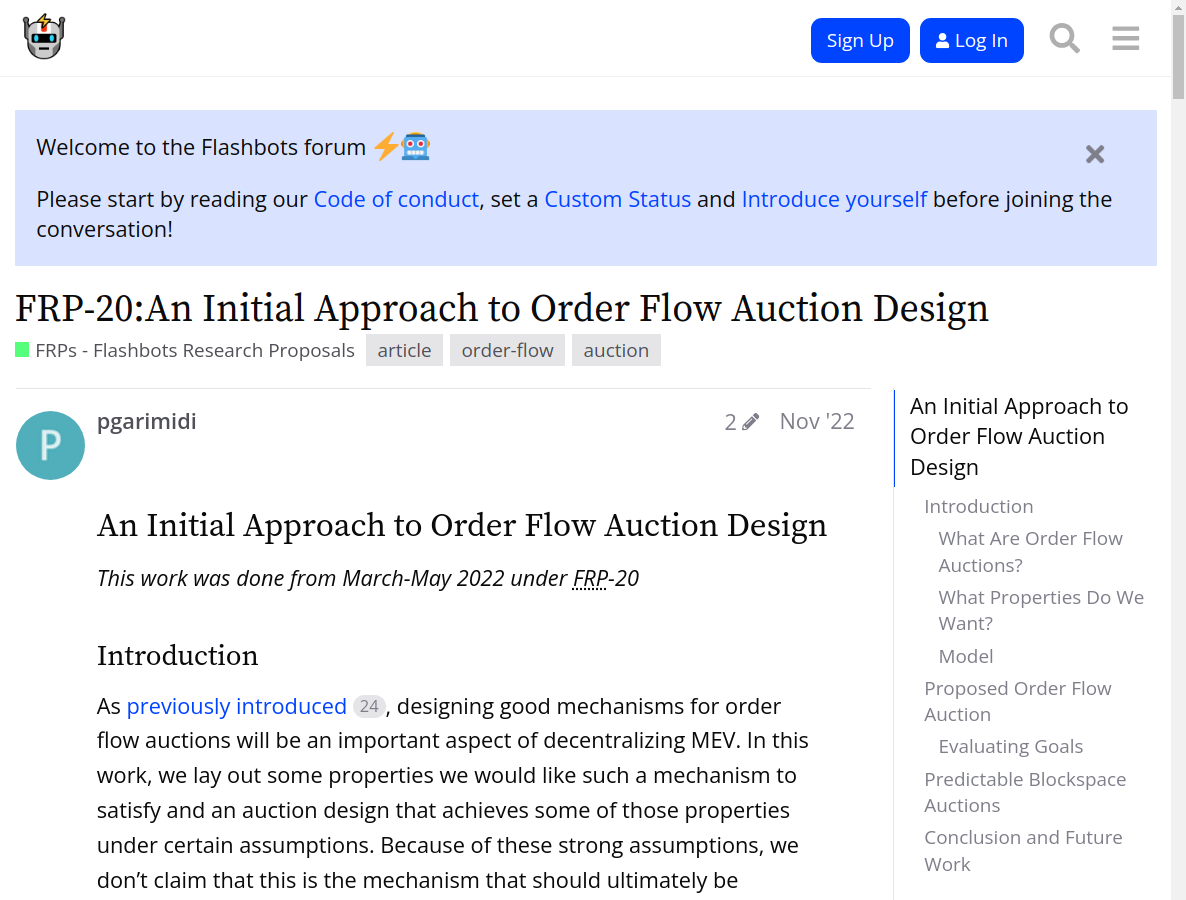 Sign Up
Log In
Welcome to the Flashbots forum
Please start by reading our Code of conduct, set a Custom Status and Introduce yourself before joining the
conversation!
FRP-20:An Initial Approach to Order Flow Auction Design
FRPs - Flashbots Research Proposals article order-flow auction
P
pgarimidi 2 Nov '22
An Initial Approach to Order Flow Auction Design
This work was done from March-May 2022 under FRP-20
Introduction
As previously introduced 24, designing good mechanisms for order
flow auctions will be an important aspect of decentralizing MEV. In this
work, we lay out some properties we would like such a mechanism to
satisfy and an auction design that achieves some of those properties
under certain assumptions. Because of these strong assumptions, we
don’t claim that this is the mechanism that should ultimately be
An Initial Approach to
Order Flow Auction
Design
Introduction
What Are Order Flow
Auctions?
What Properties Do We
Want?
Model
Proposed Order Flow
Auction
Evaluating Goals
Predictable Blockspace
Auctions
Conclusion and Future
Work